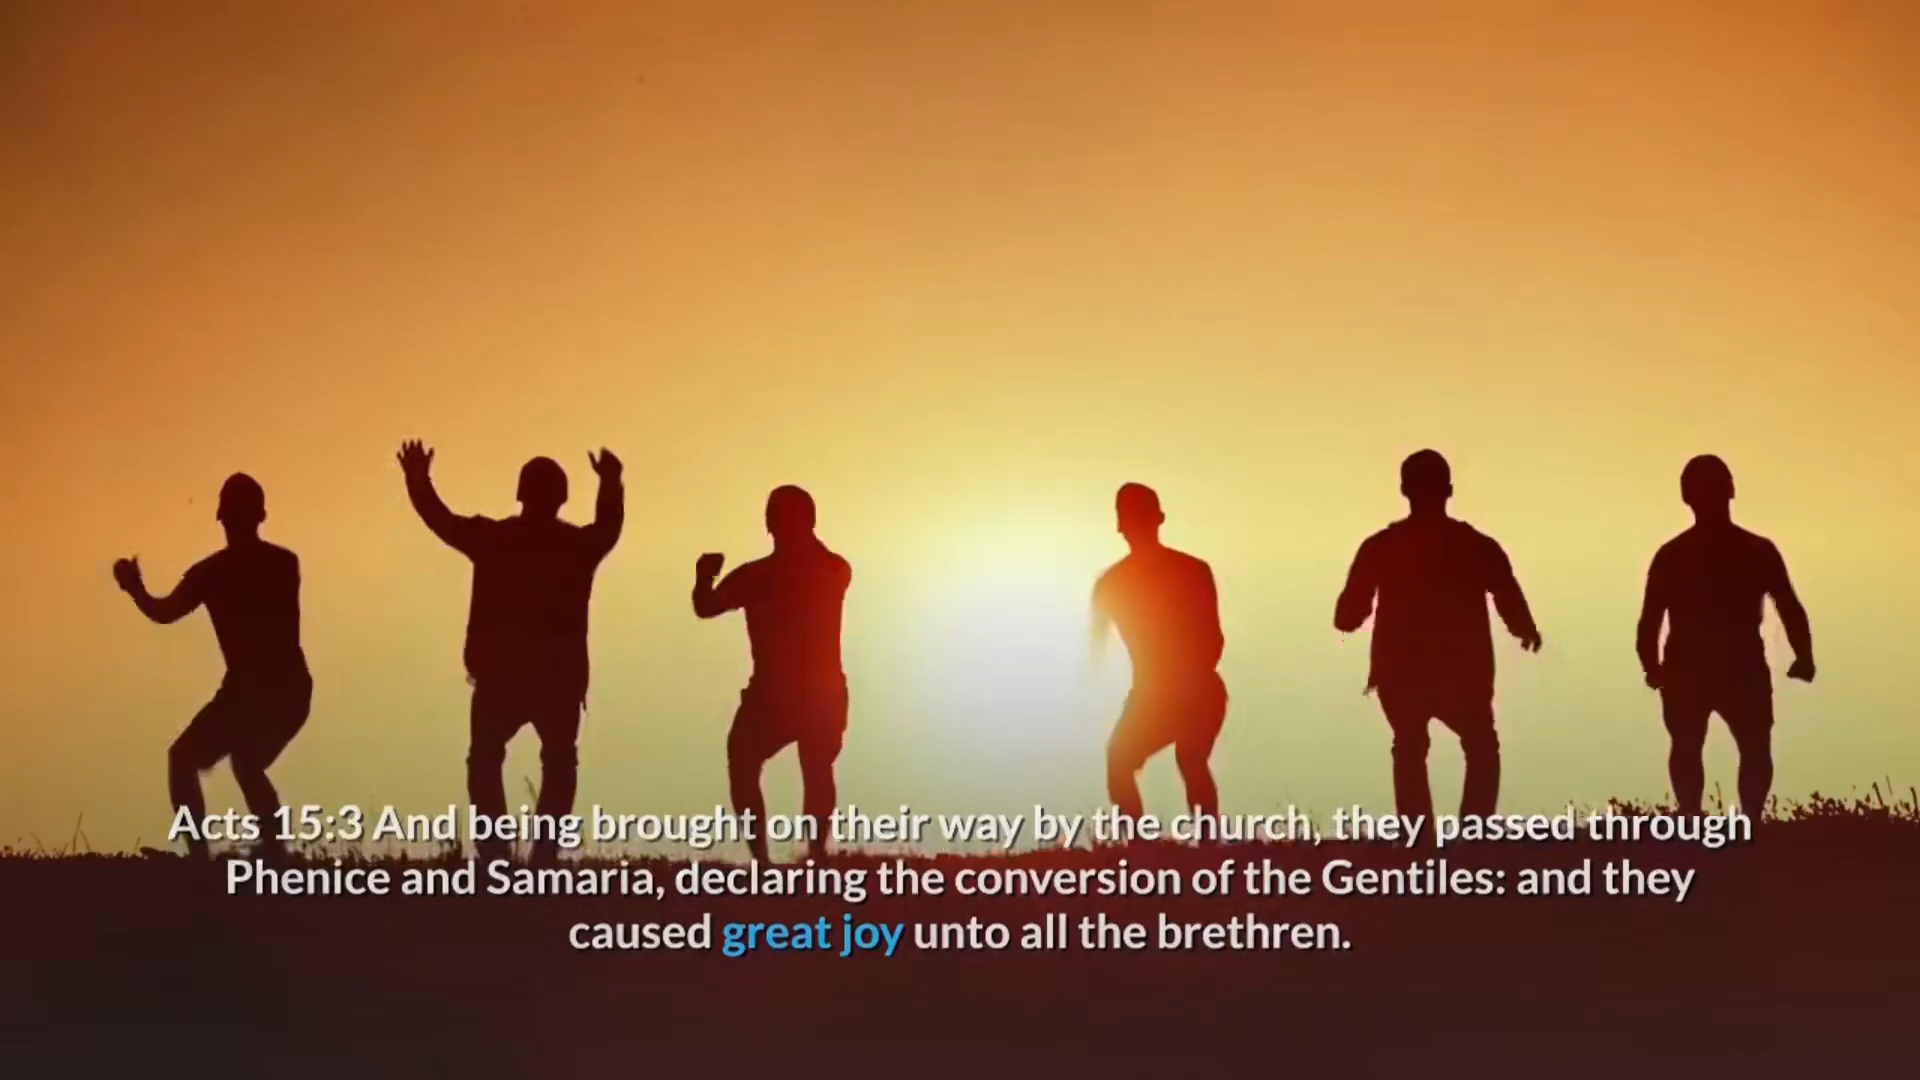 Acts 15:3 And being brought on their way by the church, they passed through
Phenice and Samaria, declaring the conversion of the Gentiles: and they
caused great joy unto all the brethren.